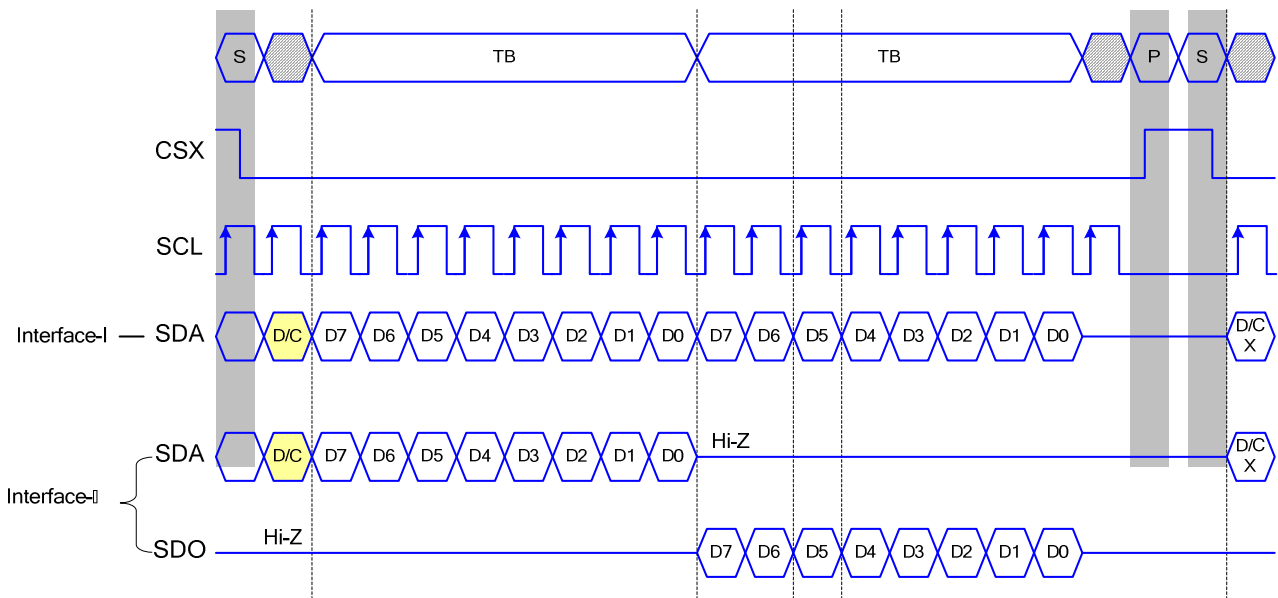 S TB TB P S
CSX
SCL
Interface-I SDA D/C D7 D6 D5 D4 D3 D2 D1 D0 D7 D6 D5 D4 D3 D2 D1 D0 D/C
X
SDA D/C D7 D6 D5 D4 D3 D2 D1 D0 Hi-Z D/C
X
Interface-▯
SDO Hi-Z D7 D6 D5 D4 D3 D2 D1 D0